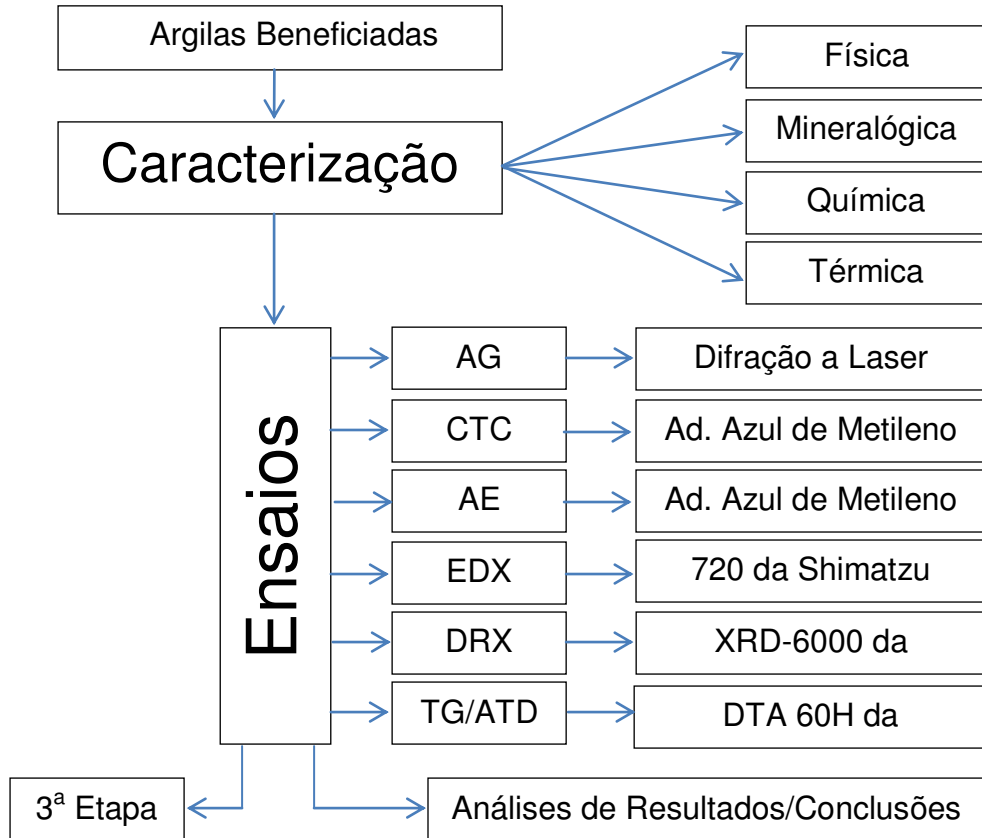 Argilas Beneficiadas
Caracterização
Física
Mineralógica
Química
Térmica
Ensaios
AG
Difração a Laser
CTC
Ad. Azul de Metileno
AE
Ad. Azul de Metileno
EDX
720 da Shimatzu
DRX
XRD-6000 da
TG/ATD
DTA 60H da
3ª Etapa
Análises de Resultados/Conclusões